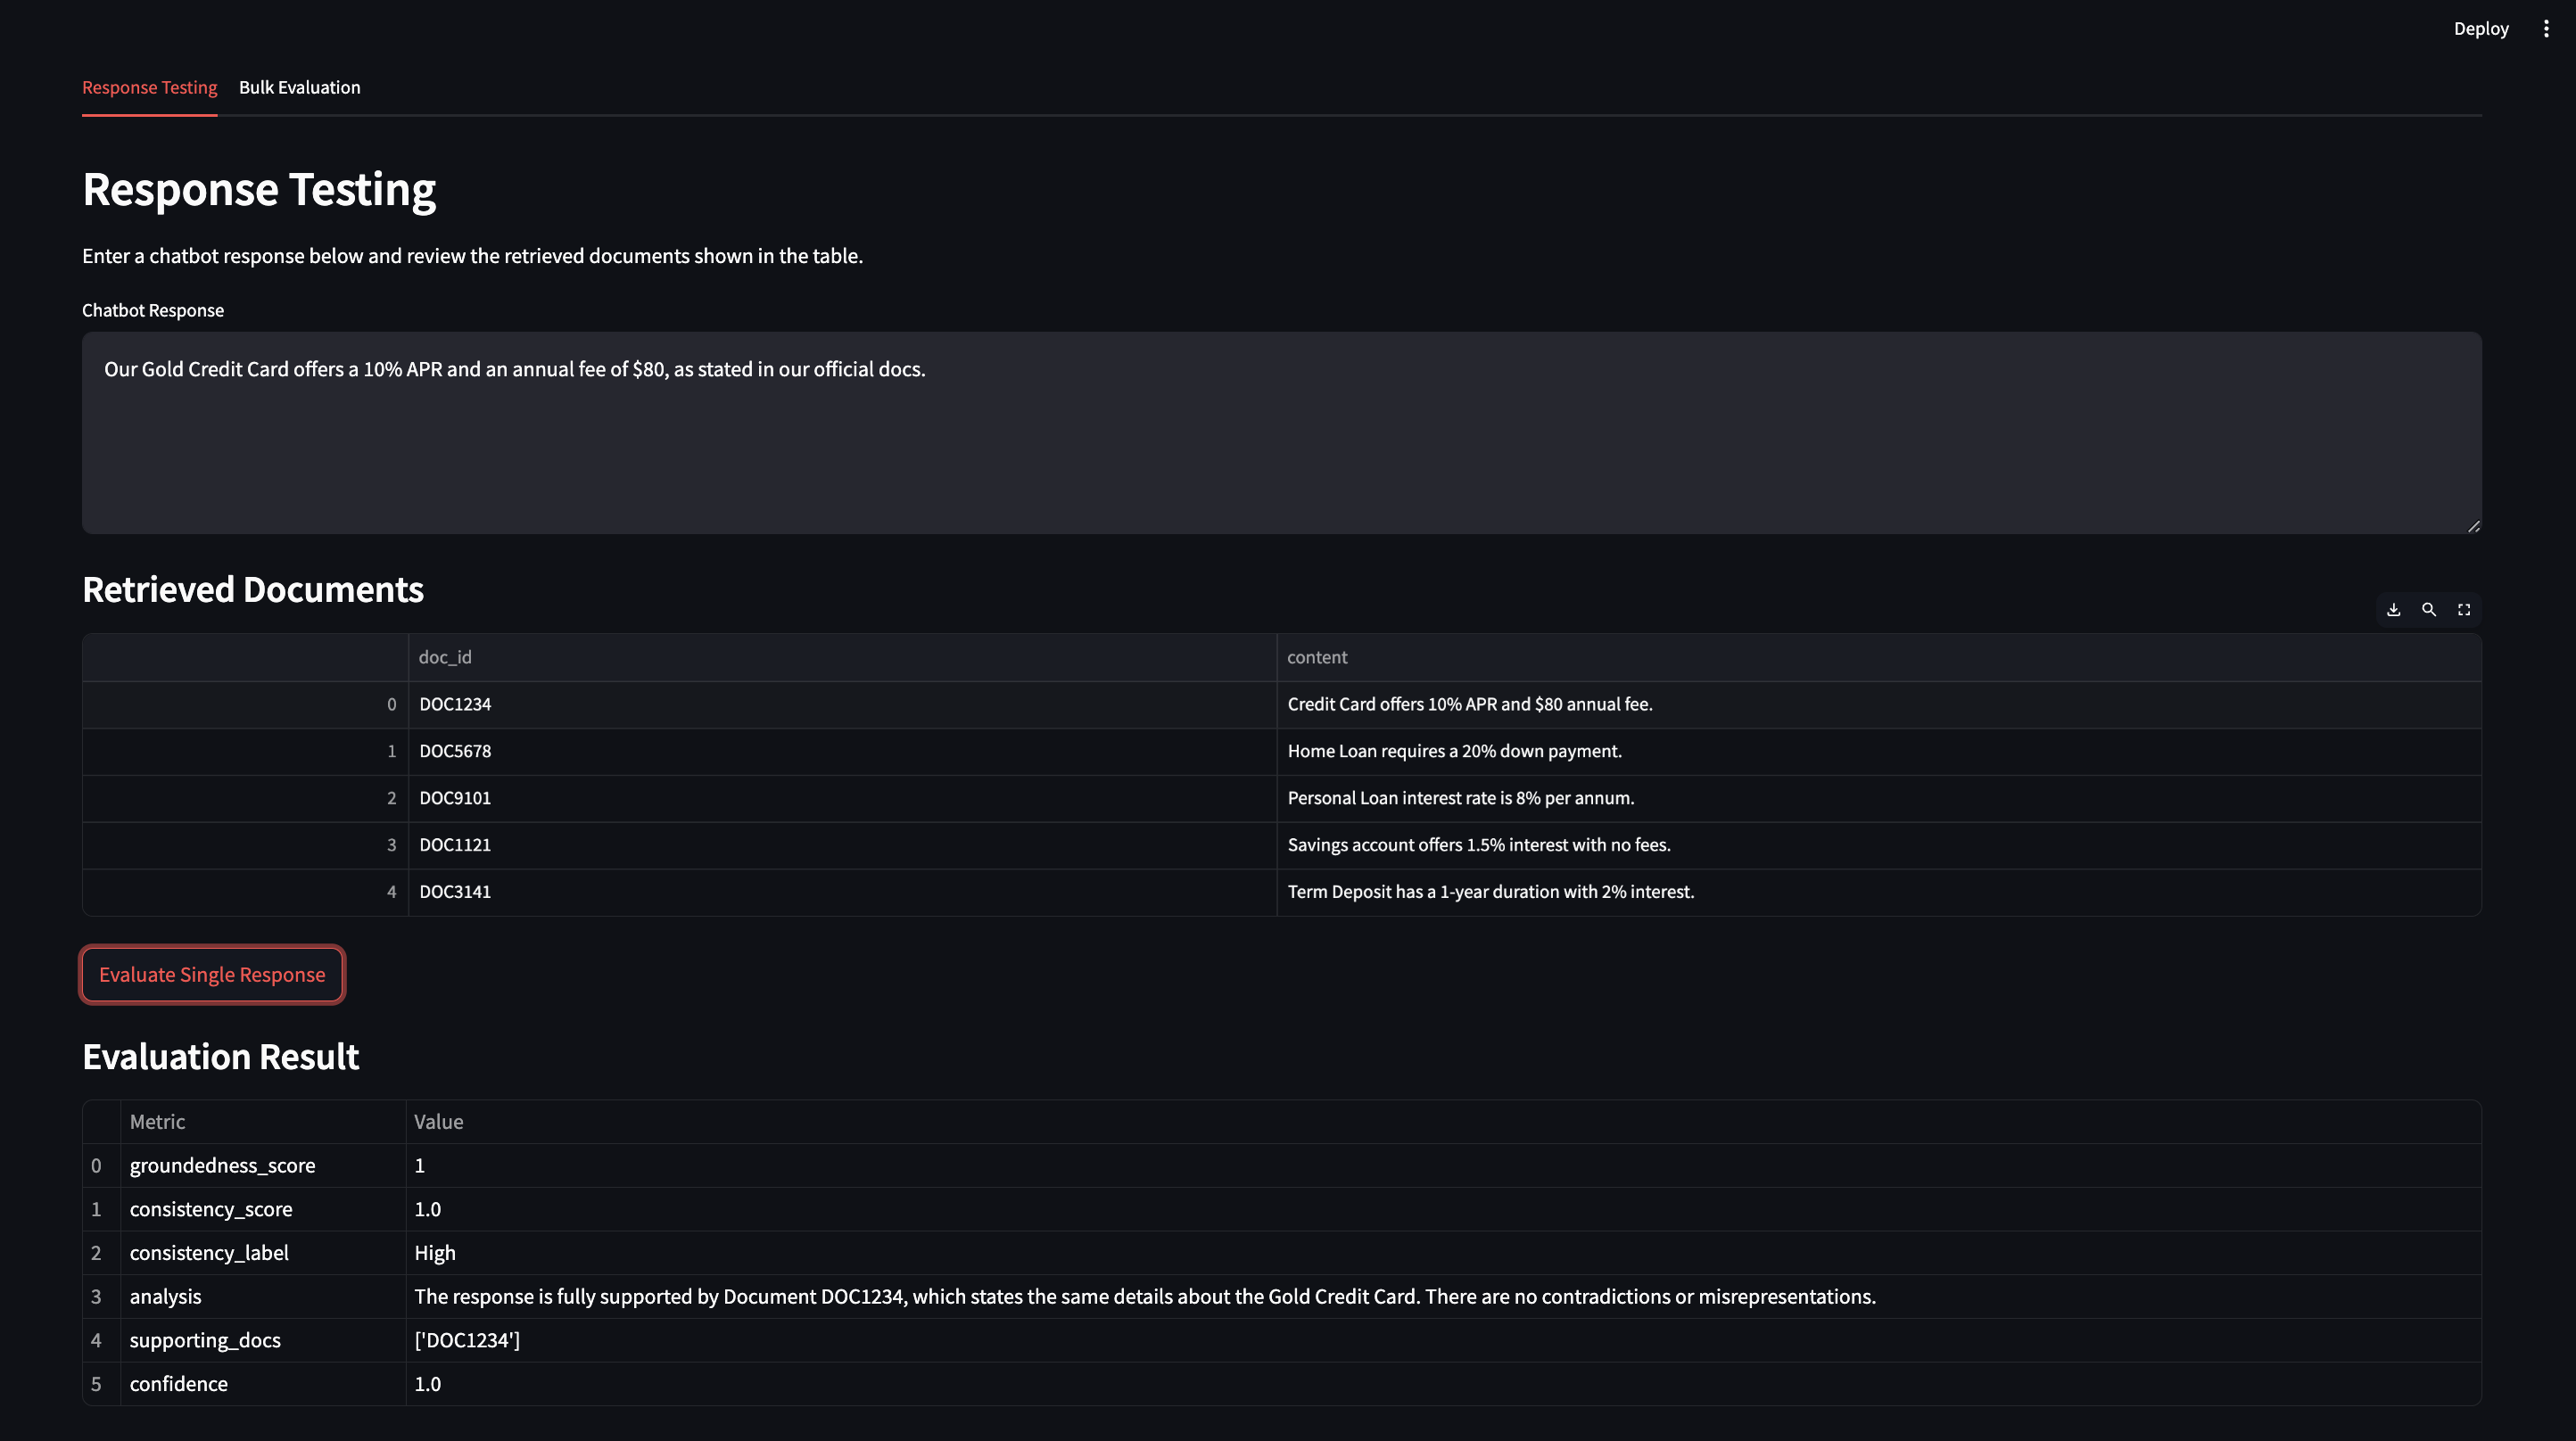 Deploy
Response Testing Bulk Evaluation
Response Testing
Enter a chatbot response below and review the retrieved documents shown in the table.
Chatbot Response
Our Gold Credit Card offers a 10% APR and an annual fee of $80, as stated in our official docs.
Retrieved Documents
doc_id content
0 DOC1234 Credit Card offers 10% APR and $80 annual fee.
1 DOC5678 Home Loan requires a 20% down payment.
2 DOC9101 Personal Loan interest rate is 8% per annum.
3 DOC1121 Savings account offers 1.5% interest with no fees.
4 DOC3141 Term Deposit has a 1-year duration with 2% interest.
Evaluate Single Response
Evaluation Result
Metric Value
0 groundedness_score 1
1 consistency_score 1.0
2 consistency_label High
3 analysis The response is fully supported by Document DOC1234, which states the same details about the Gold Credit Card. There are no contradictions or misrepresentations.
4 supporting_docs ['DOC1234']
5 confidence 1.0